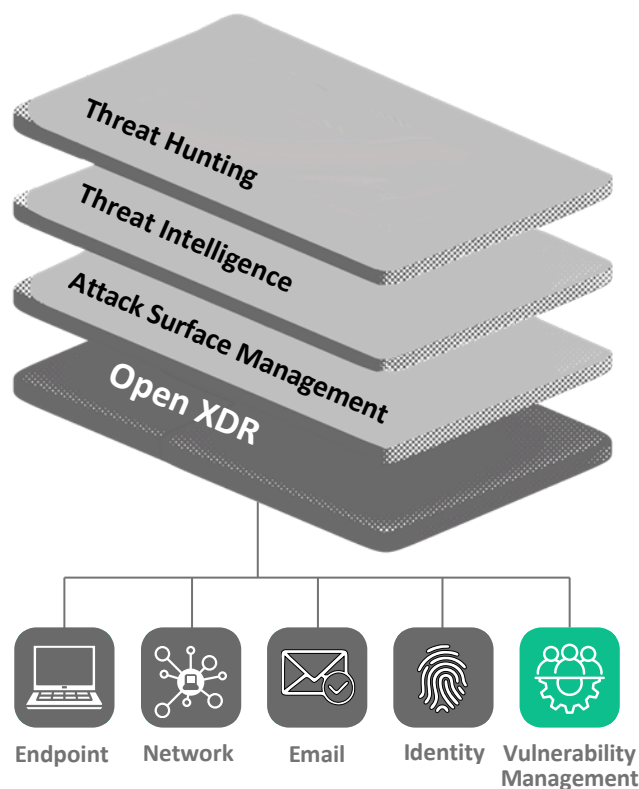 Threat Hunting
Threat Intelligence
Attack Surface Management
Open XDR
Endpoint
Network
Email
Identity
Vulnerability
Management